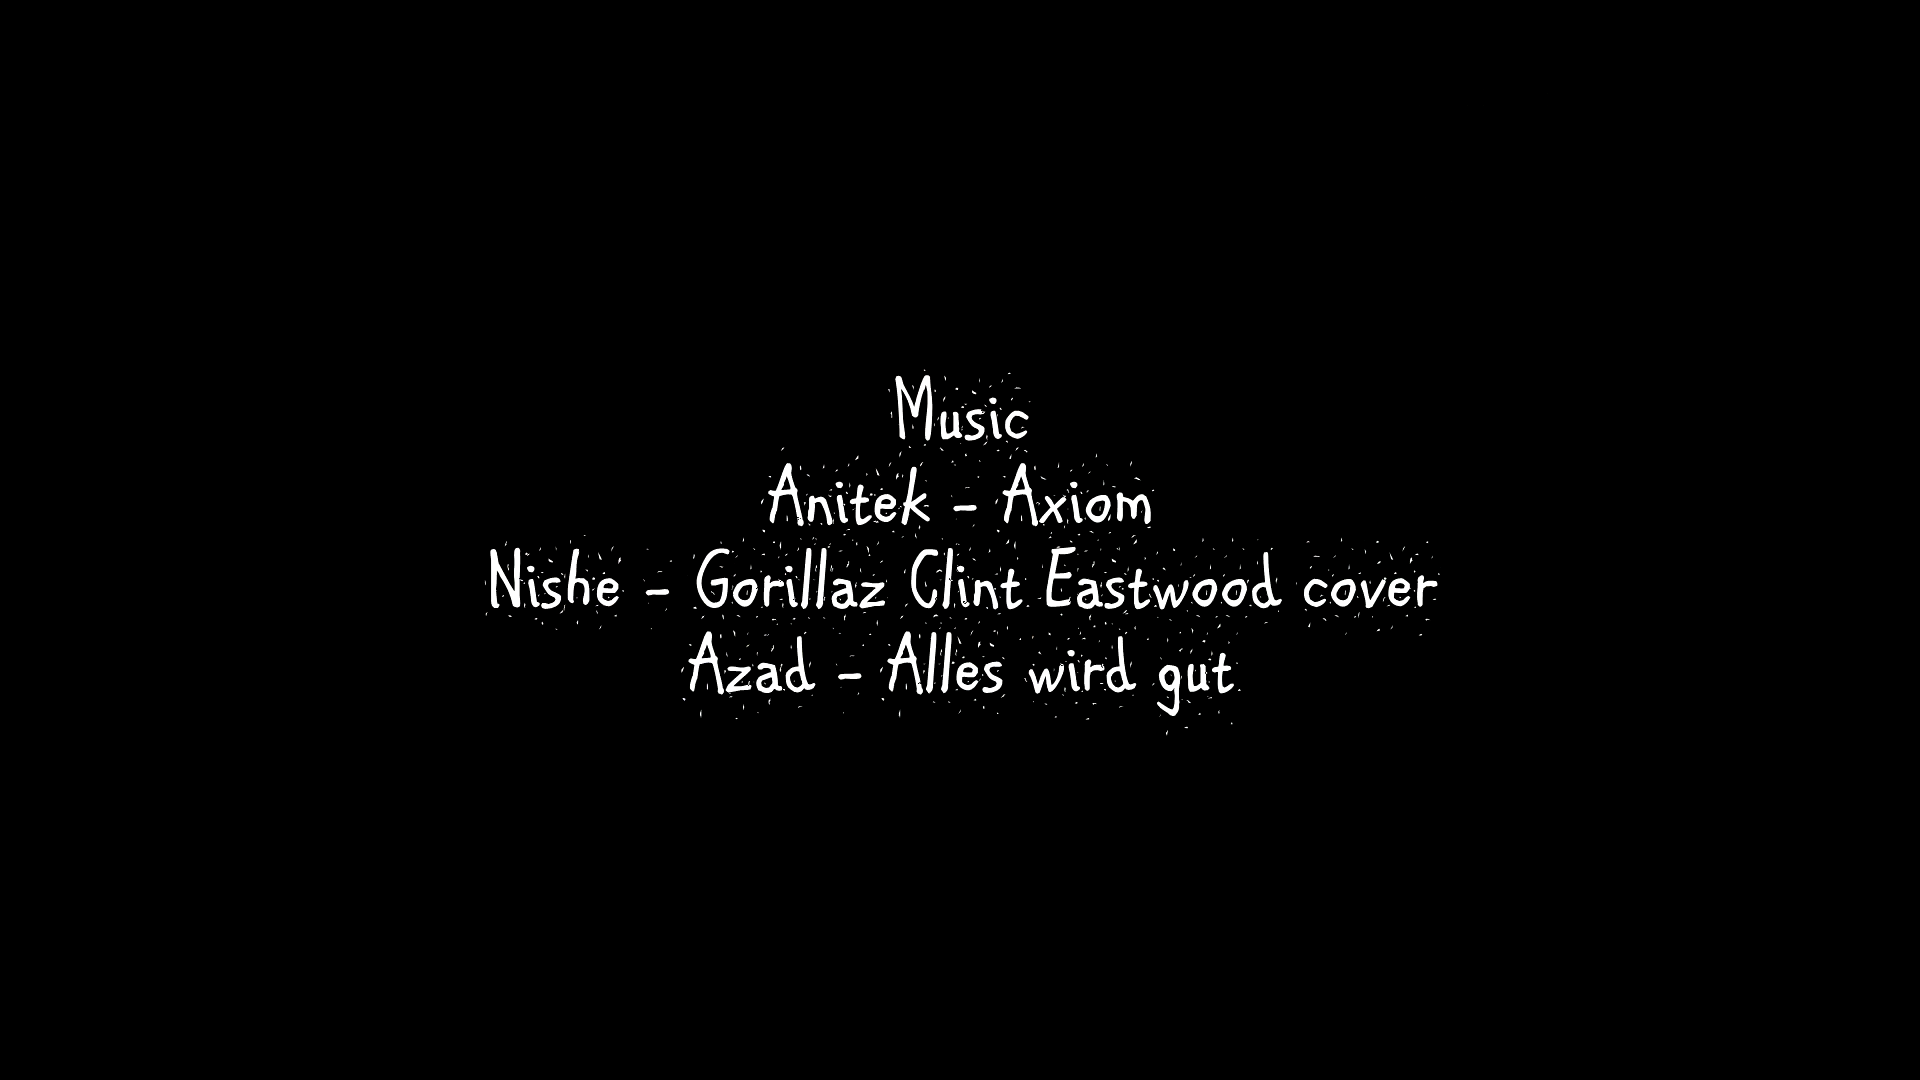 Music
Anitek - Axiom
Nishe - Gorillaz Clint Eastwood cover
Azad - Alles wird gut